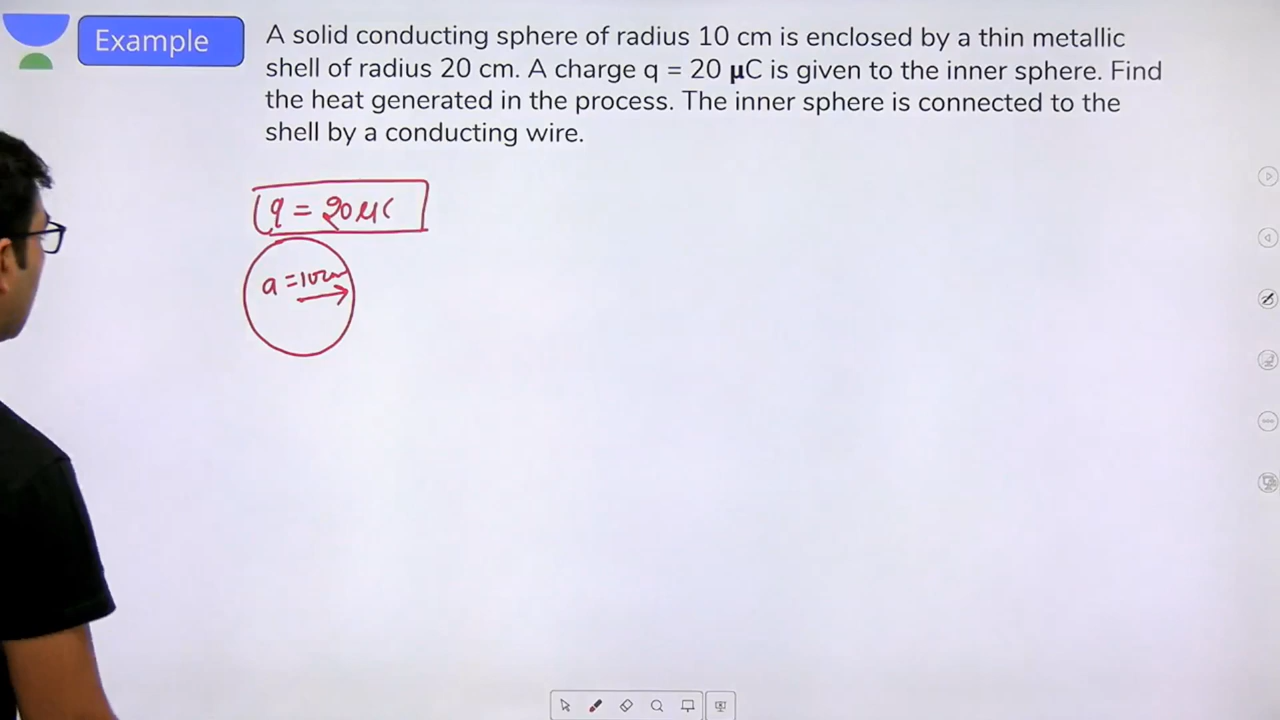 Example
A solid conducting sphere of radius 10 cm is enclosed by a thin metallic
shell of radius 20 cm. A charge q = 20 μC is given to the inner sphere. Find
the heat generated in the process. The inner sphere is connected to the
shell by a conducting wire.
q = 20 μC
a = 10cm